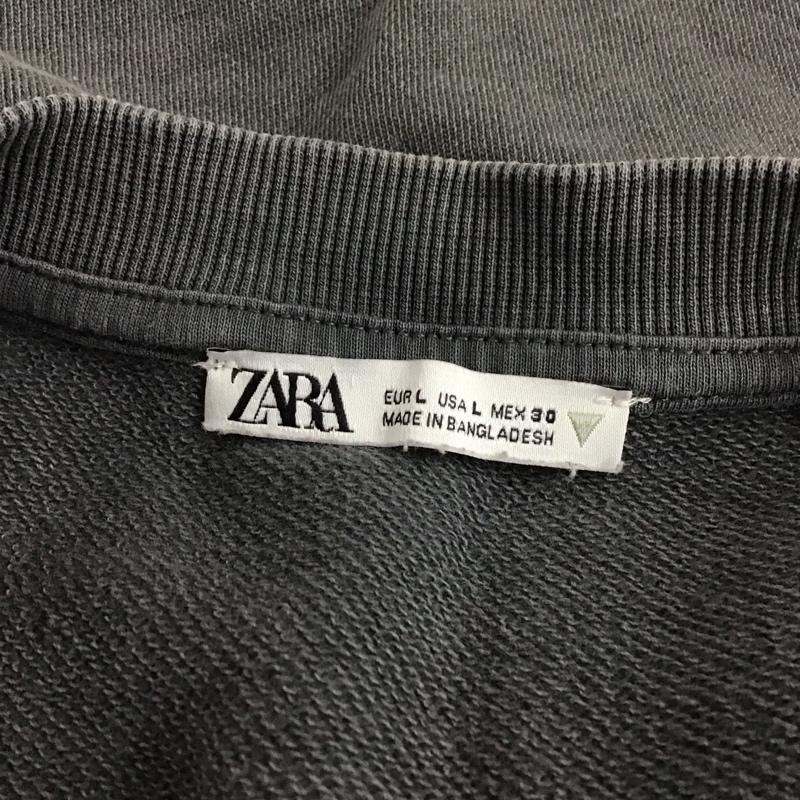 ZARA
EUR L USA L MEX 30
MADE IN BANGLADESH